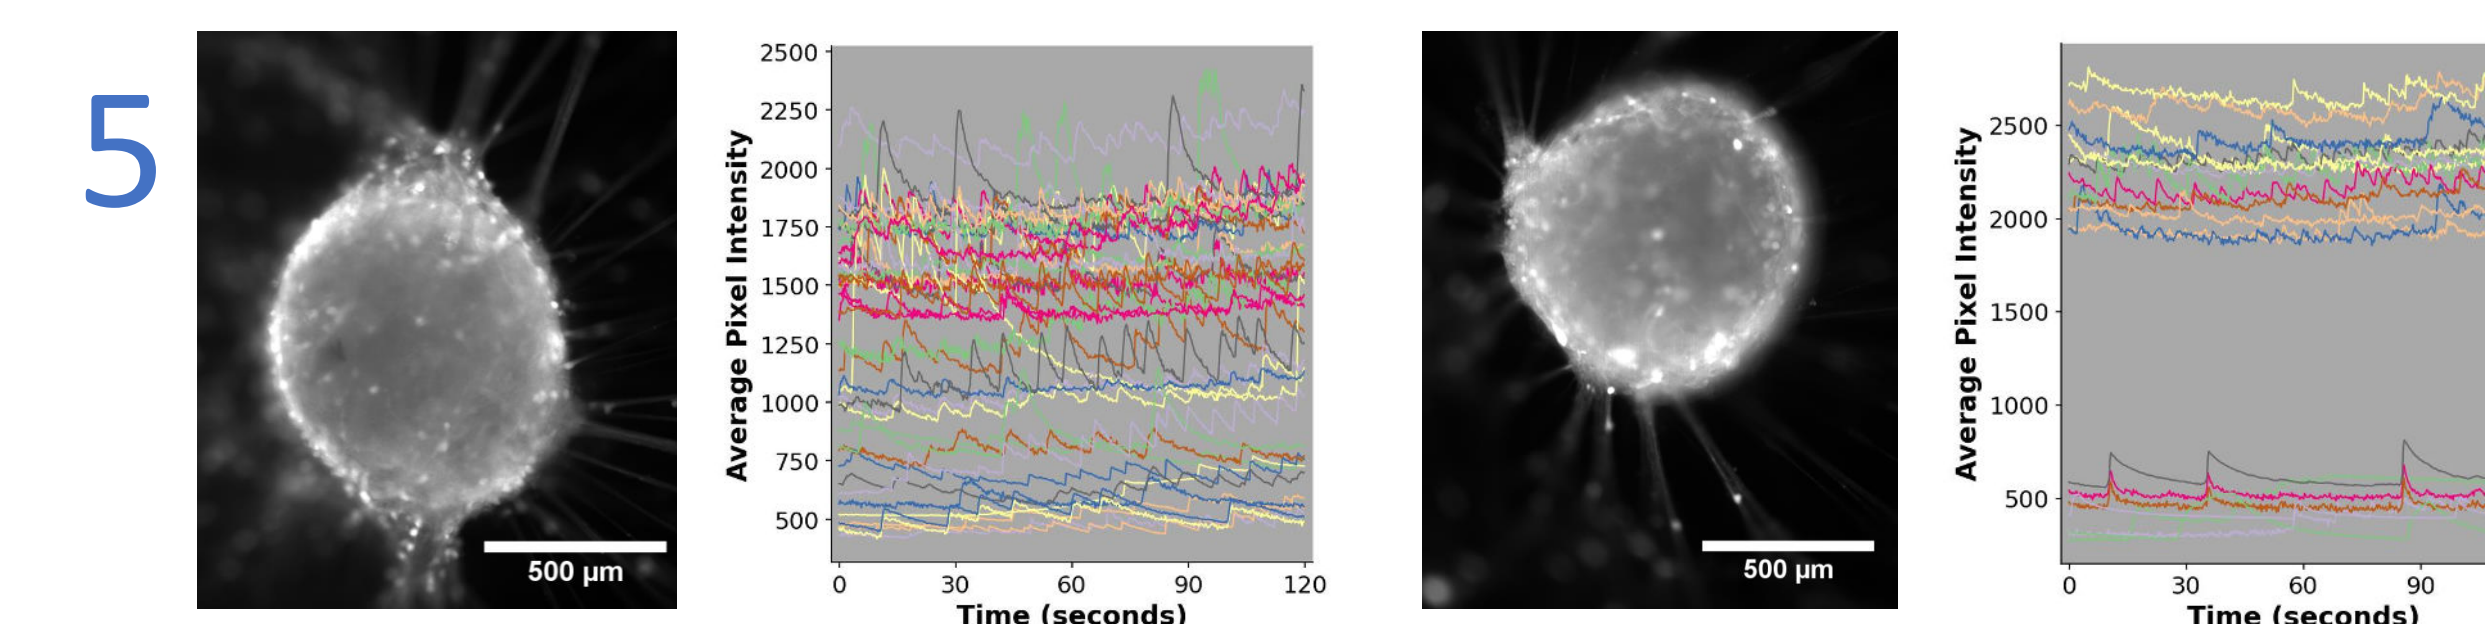 5
500 µm
Average Pixel Intensity
2500
2250
2000
1750
1500
1250
1000
750
500
0 30 60 90 120
Time (seconds)
500 µm
Average Pixel Intensity
2500
2000
1500
1000
500
0 30 60 90
Time (seconds)